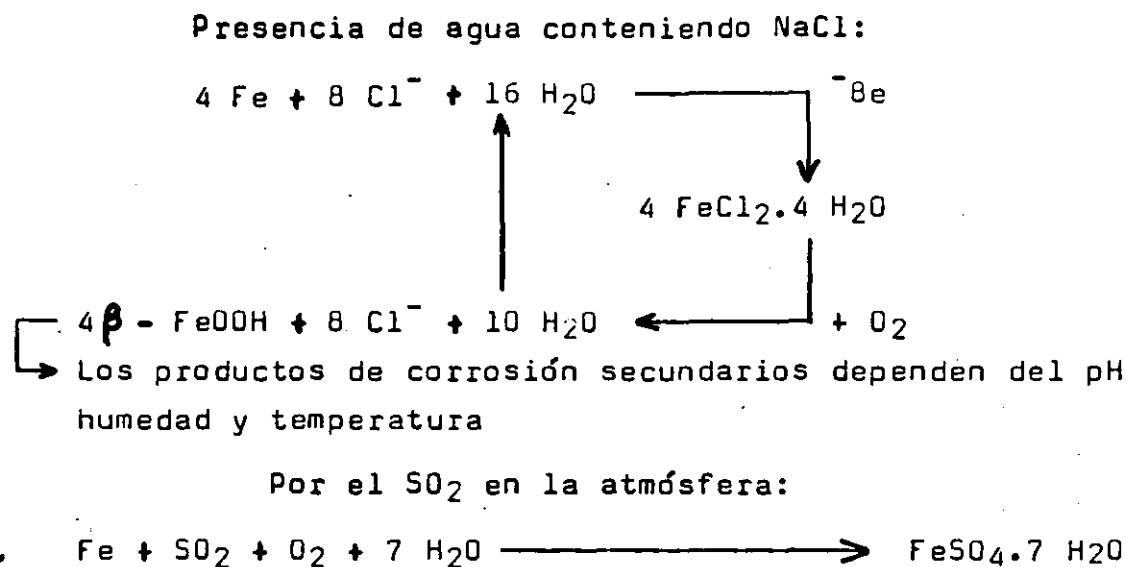 Presencia de agua conteniendo NaCl:
4 Fe + 8 Cl⁻ + 16 H₂O ⁻8e
4 FeCl₂.4 H₂O
4β - FeOOH + 8 Cl⁻ + 10 H₂O + O₂
Los productos de corrosión secundarios dependen del pH
humedad y temperatura
Por el SO₂ en la atmósfera:
Fe + SO₂ + O₂ + 7 H₂O → FeSO₄.7 H₂O